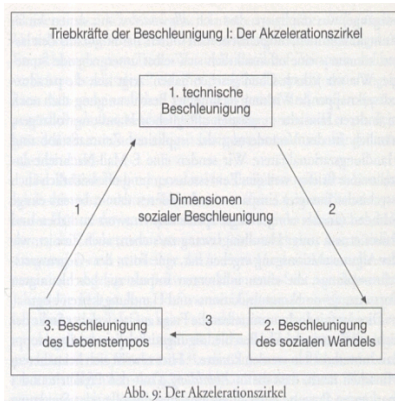 Triebkräfte der Beschleunigung I: Der Akzelerationszirkel
1. technische
Beschleunigung
1
Dimensionen
sozialer Beschleunigung
2
3. Beschleunigung
des Lebenstempos
3
2. Beschleunigung
des sozialen Wandels
Abb. 9: Der Akzelerationszirkel